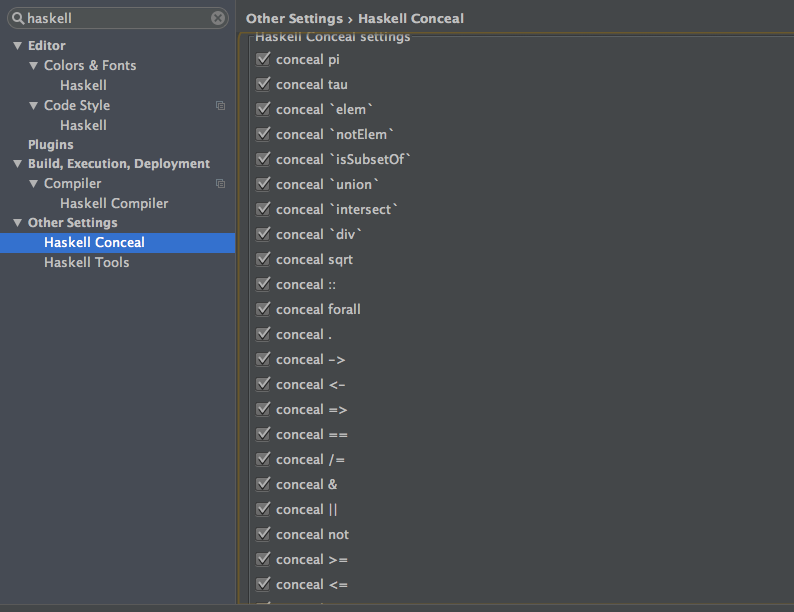 haskell
Editor
Colors & Fonts
Haskell
Code Style
Haskell
Plugins
Build, Execution, Deployment
Compiler
Haskell Compiler
Other Settings
Haskell Conceal
Haskell Tools
Other Settings › Haskell Conceal
Haskell Conceal settings
conceal pi
conceal tau
conceal `elem`
conceal `notElem`
conceal `isSubsetOf`
conceal `union`
conceal `intersect`
conceal `div`
conceal sqrt
conceal ::
conceal forall
conceal .
conceal ->
conceal <-
conceal =>
conceal ==
conceal /=
conceal &
conceal ||
conceal not
conceal >=
conceal <=